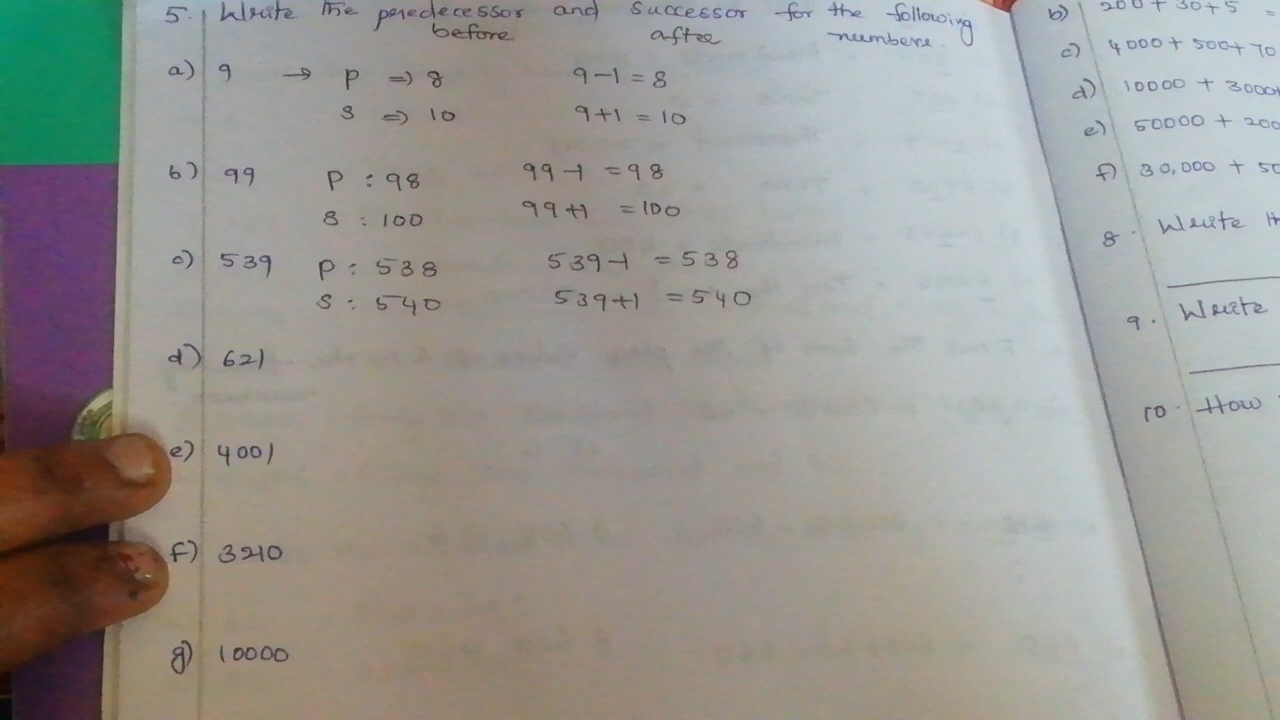 5. Write the predecessor and successor for the following
before after numbers.
a) 9 → P ⇒ 8 9-1 = 8
S ⇒ 10 9+1 = 10
b) 99 P : 98 99-1 = 98
S : 100 99+1 = 100
c) 539 P : 538 539-1 = 538
S : 540 539+1 = 540
d) 621
e) 4001
f) 3210
g) 10000
b) 200 + 30 + 5 =
c) 4000 + 500 + 70
d) 10000 + 3000+
e) 50000 + 200
f) 30,000 + 50
8. Write
9. Write
10. How